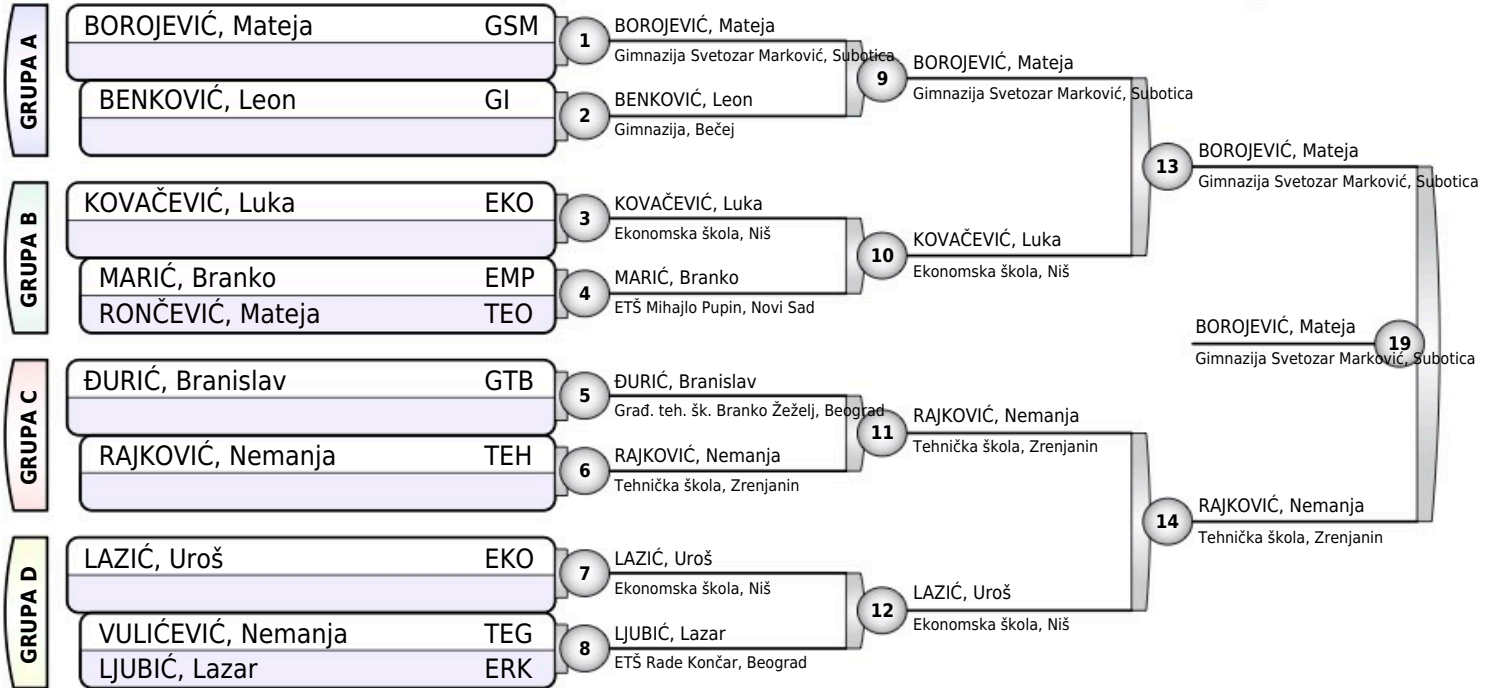 GRUPA A
BOROJEVIĆ, Mateja GSM
BENKOVIĆ, Leon GI
GRUPA B
KOVAČEVIĆ, Luka EKO
MARIĆ, Branko EMP
RONČEVIĆ, Mateja TEO
GRUPA C
ĐURIĆ, Branislav GTB
RAJKOVIĆ, Nemanja TEH
GRUPA D
LAZIĆ, Uroš EKO
VULIĆEVIĆ, Nemanja TEG
LJUBIĆ, Lazar ERK
1
BOROJEVIĆ, Mateja
Gimnazija Svetozar Marković, Subotica
2
BENKOVIĆ, Leon
Gimnazija, Bečej
3
KOVAČEVIĆ, Luka
Ekonomska škola, Niš
4
MARIĆ, Branko
ETŠ Mihajlo Pupin, Novi Sad
5
ĐURIĆ, Branislav
Građ. teh. šk. Branko Žeželj, Beograd
6
RAJKOVIĆ, Nemanja
Tehnička škola, Zrenjanin
7
LAZIĆ, Uroš
Ekonomska škola, Niš
8
LJUBIĆ, Lazar
ETŠ Rade Končar, Beograd
9
BOROJEVIĆ, Mateja
Gimnazija Svetozar Marković, Subotica
10
KOVAČEVIĆ, Luka
Ekonomska škola, Niš
11
RAJKOVIĆ, Nemanja
Tehnička škola, Zrenjanin
12
LAZIĆ, Uroš
Ekonomska škola, Niš
13
BOROJEVIĆ, Mateja
Gimnazija Svetozar Marković, Subotica
14
RAJKOVIĆ, Nemanja
Tehnička škola, Zrenjanin
19
BOROJEVIĆ, Mateja
Gimnazija Svetozar Marković, Subotica